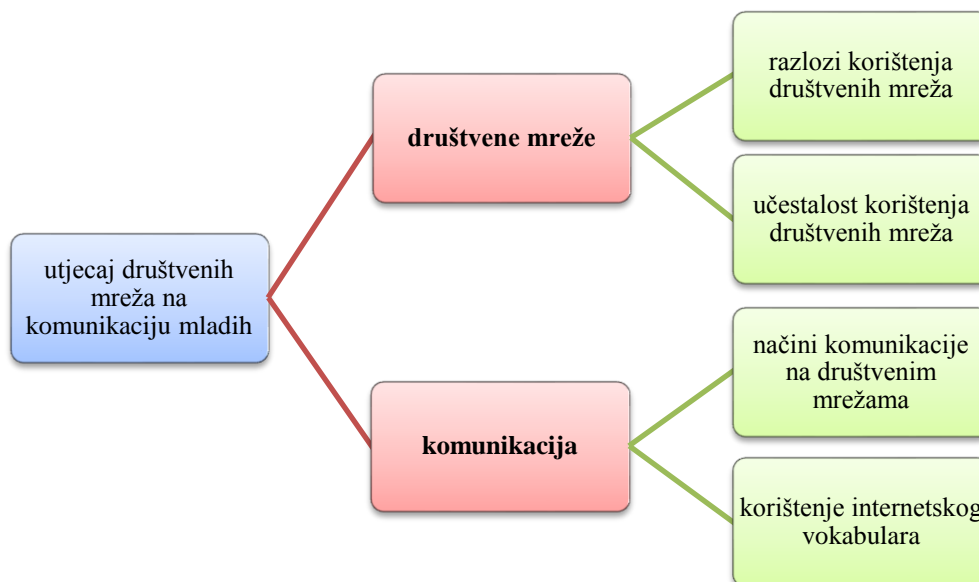 utjecaj društvenih
mreža na
komunikaciju mladih
društvene mreže
razlozi korištenja
društvenih mreža
učestalost korištenja
društvenih mreža
komunikacija
načini komunikacije
na društvenim
mrežama
korištenje internetskog
vokabulara